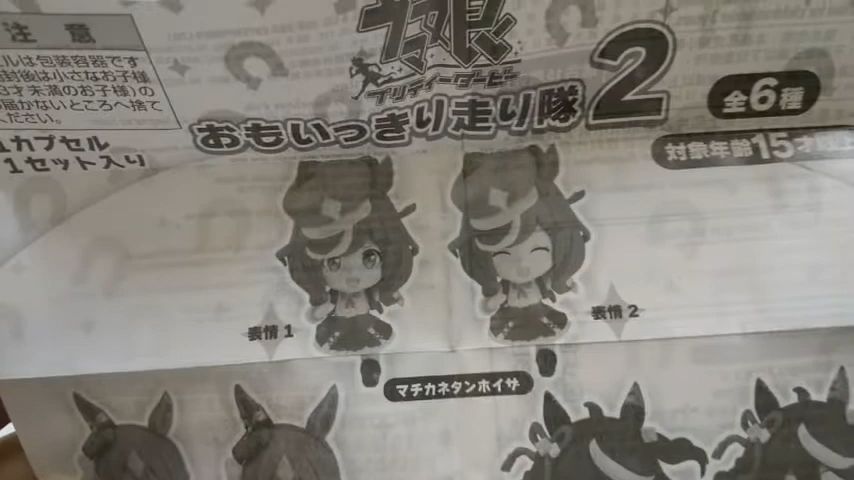 注意
ルは包装容器です
封後は小さなお子様
3才未満のお子様)の
届かないところへ捨て
ください。
1カプセル
1セット入り
ウマ娘
プリティーダービー
おもいっきり走り隊2
全6種
対象年齢15才以上
表情1
表情2
マチカネタンホイザ